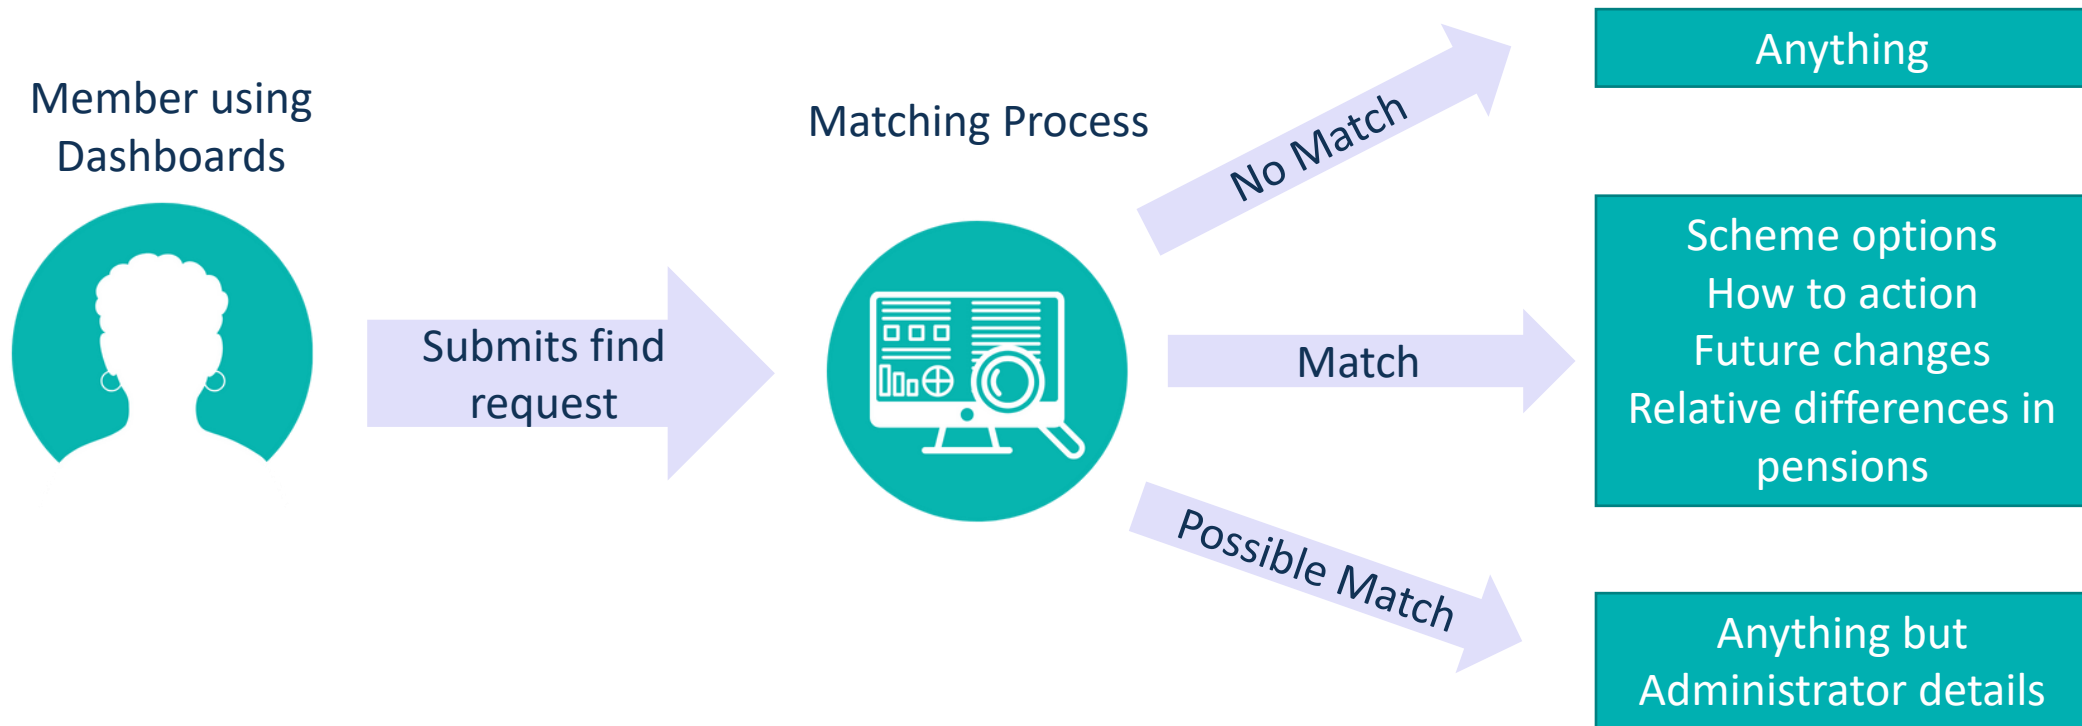 Member using
Dashboards
Submits find
request
Matching Process
No Match
Anything
Match
Scheme options
How to action
Future changes
Relative differences in
pensions
Possible Match
Anything but
Administrator details